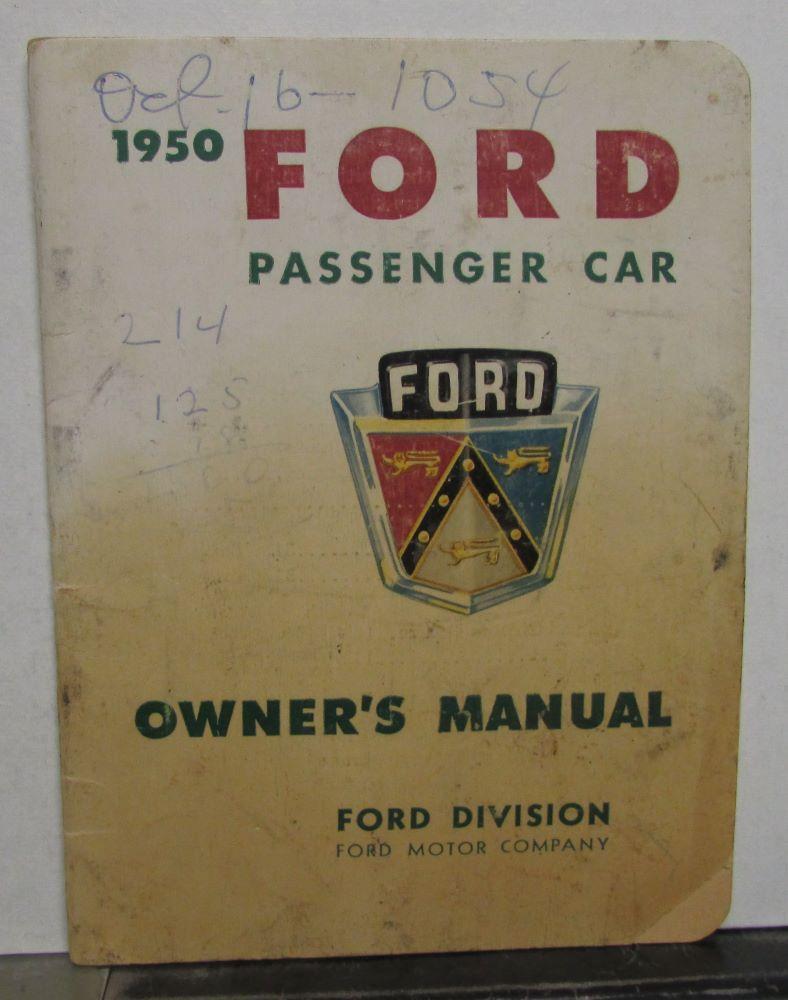 Oct. 16 - 1054
1950 FORD
PASSENGER CAR
214
125
FORD
OWNER'S MANUAL
FORD DIVISION
FORD MOTOR COMPANY